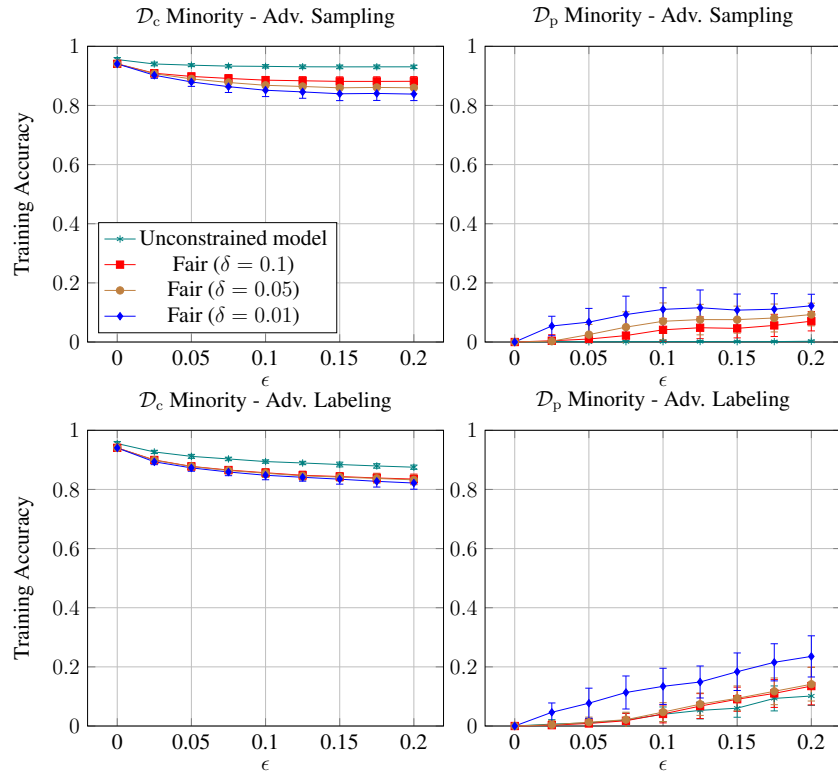 𝒟c Minority - Adv. Sampling
𝒟p Minority - Adv. Sampling
Training Accuracy
1
0.8
0.6
0.4
0.2
0
Unconstrained model
Fair (δ = 0.1)
Fair (δ = 0.05)
Fair (δ = 0.01)
0 0.05 0.1 0.15 0.2
ϵ
1
0.8
0.6
0.4
0.2
0
0 0.05 0.1 0.15 0.2
ϵ
𝒟c Minority - Adv. Labeling
𝒟p Minority - Adv. Labeling
Training Accuracy
1
0.8
0.6
0.4
0.2
0
0 0.05 0.1 0.15 0.2
ϵ
1
0.8
0.6
0.4
0.2
0
0 0.05 0.1 0.15 0.2
ϵ